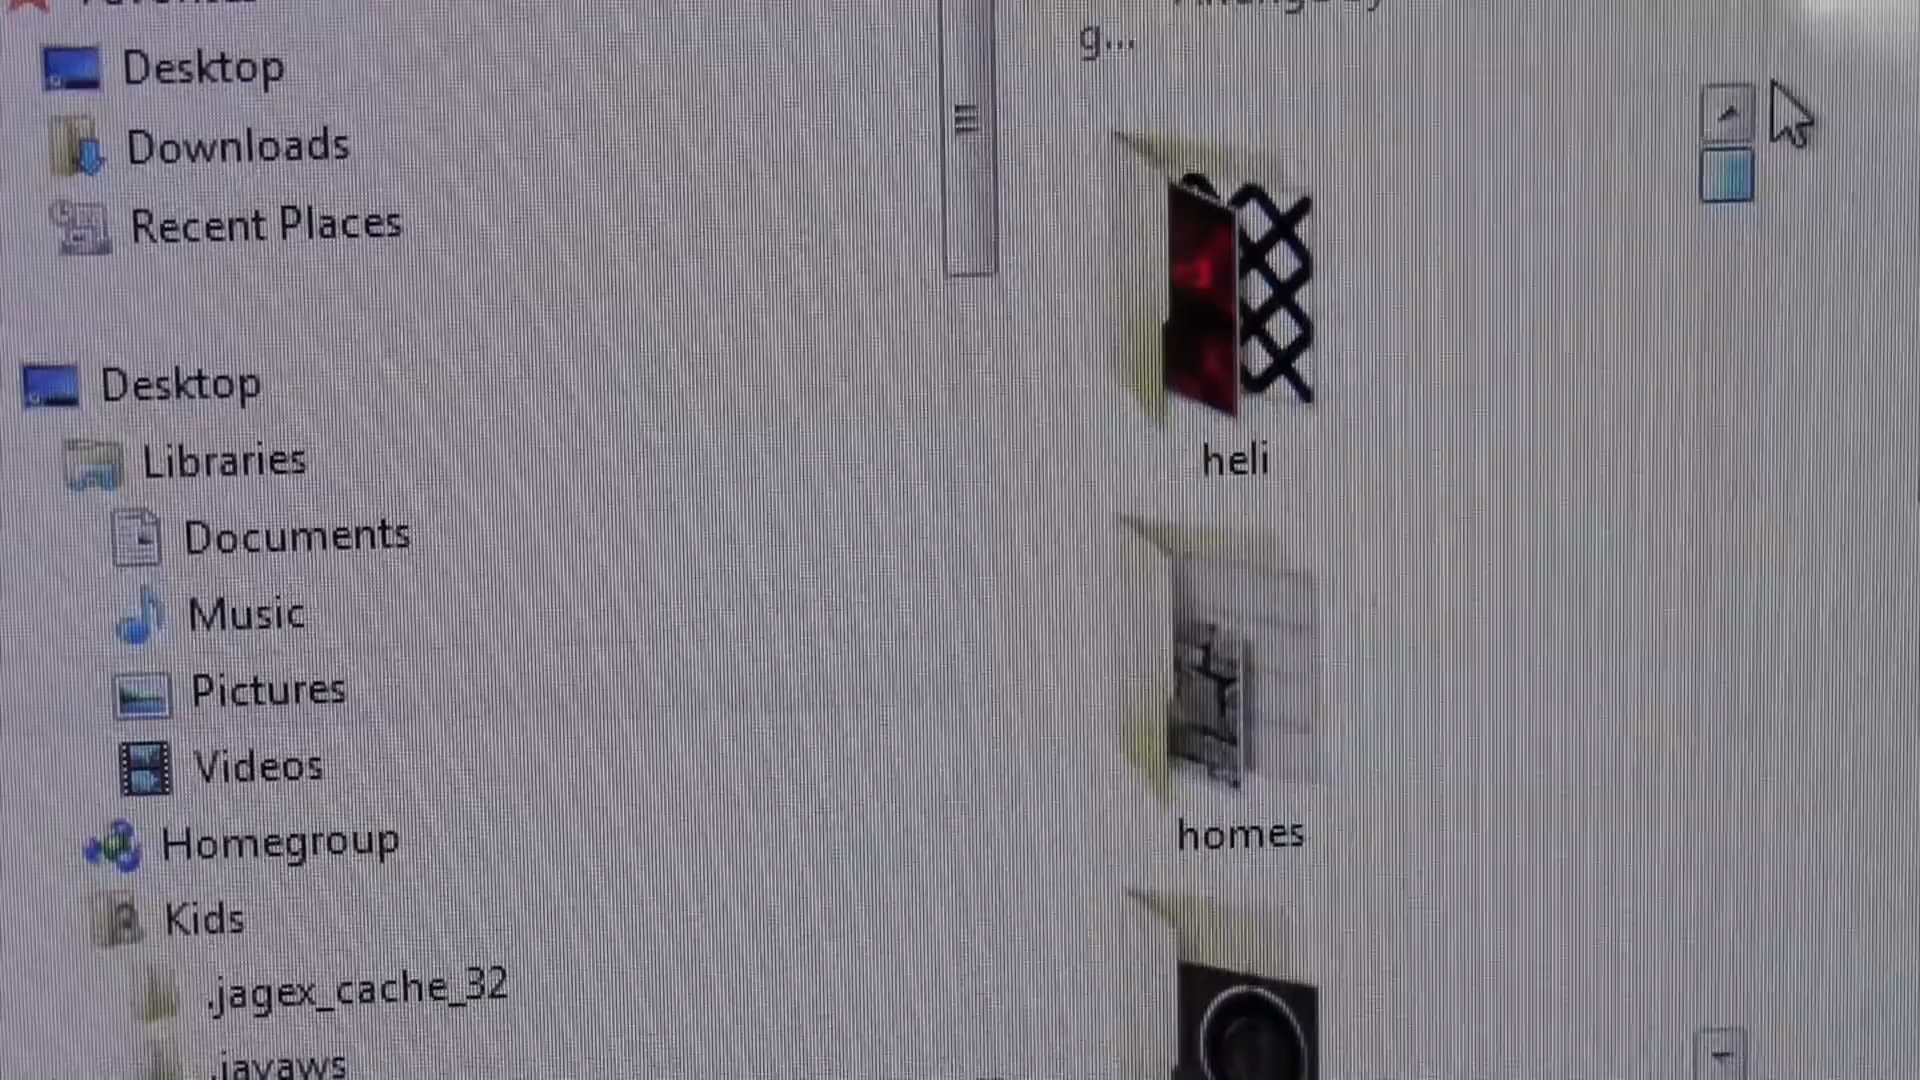 Desktop
Downloads
Recent Places
Desktop
Libraries
Documents
Music
Pictures
Videos
Homegroup
Kids
.jagex_cache_32
.javaws
g...
heli
homes